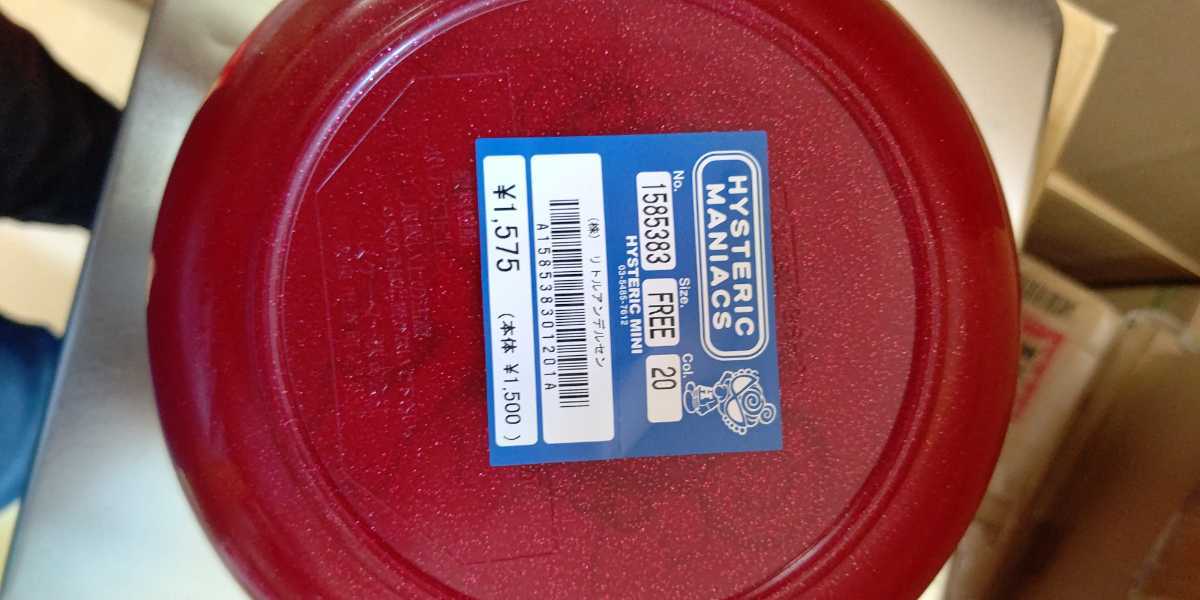 HYSTERIC
MANIACS
No. Size. Col.
1585383 FREE 20
HYSTERIC MINI
03-5485-7612
(株) リトルアンデルセン
A158538301201A
¥1,575 (本体 ¥1,500 )